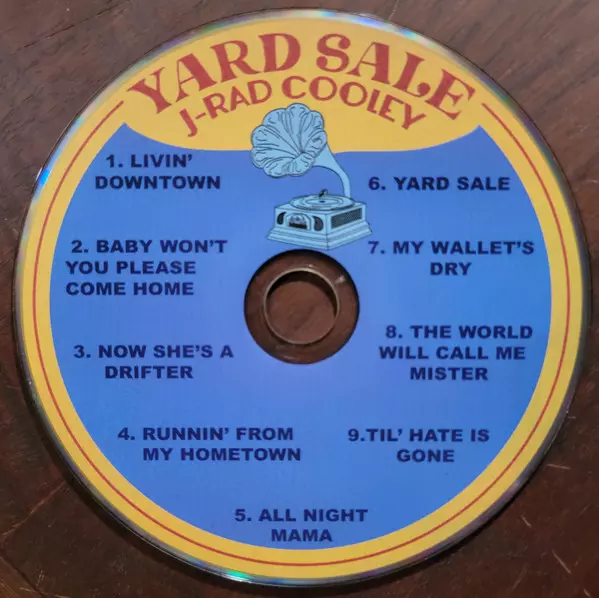 YARD SALE
J-RAD COOLEY
1. LIVIN'
DOWNTOWN
2. BABY WON'T
YOU PLEASE
COME HOME
3. NOW SHE'S A
DRIFTER
4. RUNNIN' FROM
MY HOMETOWN
5. ALL NIGHT
MAMA
6. YARD SALE
7. MY WALLET'S
DRY
8. THE WORLD
WILL CALL ME
MISTER
9.TIL' HATE IS
GONE